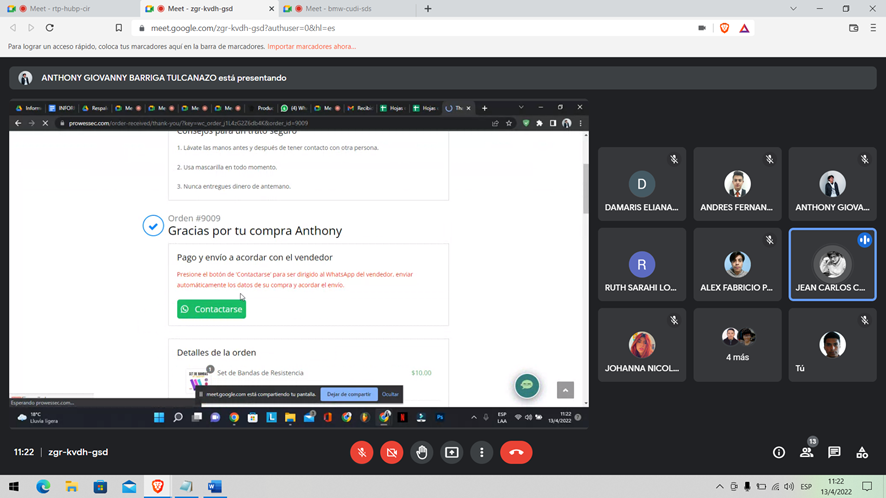 Meet - rtp-hubp-cir
Meet - zgr-kvdh-gsd
Meet - bmw-cudi-sds
meet.google.com/zgr-kvdh-gsd?authuser=0&hl=es
Para lograr un acceso rápido, coloca tus marcadores aquí en la barra de marcadores. Importar marcadores ahora...
ANTHONY GIOVANNY BARRIGA TULCANAZO está presentando
Inform
INFO
Respal
Me
Me
Me
Me
Produ
(4) Wh
Me
Recib
Hojas
Hojas
Th
prowessec.com/order-received/thank-you/?key=wc_order_j1L4zG2Z6db4K&order_id=9009
Consejos para un trato seguro
1. Lávate las manos antes y después de tener contacto con otra persona.
2. Usa mascarilla en todo momento.
3. Nunca entregues dinero de antemano.
Orden #9009
Gracias por tu compra Anthony
Pago y envío a acordar con el vendedor
Presione el botón de 'Contactarse' para ser dirigido al WhatsApp del vendedor, enviar
automáticamente los datos de su compra y acordar el envío.
Contactarse
Detalles de la orden
Set de Bandas de Resistencia
$10.00
1
meet.google.com está compartiendo tu pantalla.
Dejar de compartir
Ocultar
Esperando prowessec.com...
18°C
Lluvia ligera
ESP
LAA
11:22
13/4/2022
D
DAMARIS ELIANA...
ANDRES FERNAN...
ANTHONY GIOVA...
R
RUTH SARAHI LO...
ALEX FABRICIO P...
JEAN CARLOS C...
JOHANNA NICOL...
4 más
Tú
11:22
zgr-kvdh-gsd
13
ESP
11:22
13/4/2022